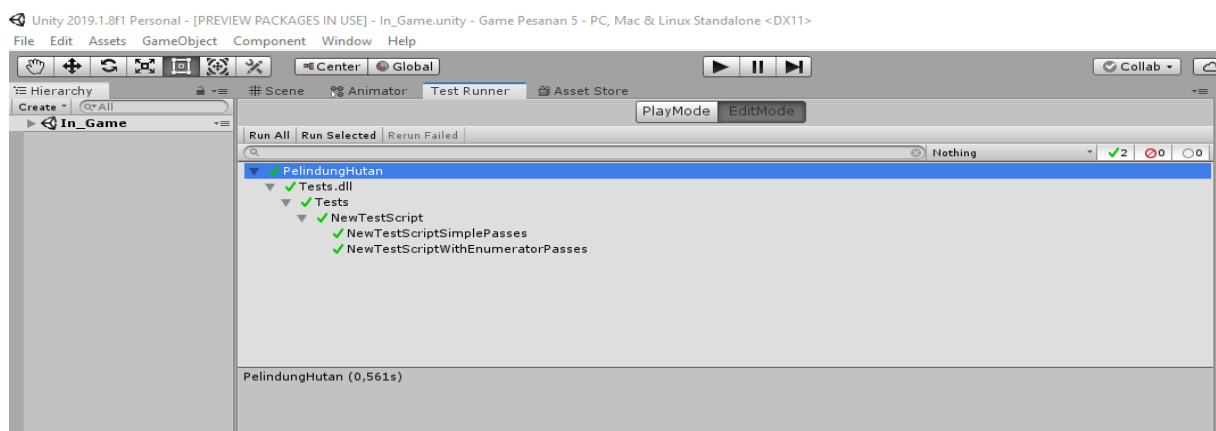 Unity 2019.1.8f1 Personal - [PREVIEW PACKAGES IN USE] - In_Game.unity - Game Pesanan 5 - PC, Mac & Linux Standalone <DX11>
File Edit Assets GameObject Component Window Help
Center Global Collab
Hierarchy Scene Animator Test Runner Asset Store
Create All PlayMode EditMode
In_Game
Run All Run Selected Rerun Failed
Nothing 2 0 0
PelindungHutan
Tests.dll
Tests
NewTestScript
NewTestScriptSimplePasses
NewTestScriptWithEnumeratorPasses
PelindungHutan (0,561s)